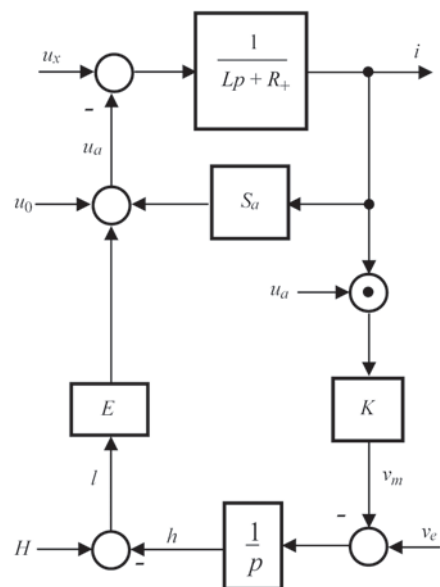 u_x
1
i
Lp + R_+
-
u_a
u_0
S_a
u_a
E
K
l
v_m
-
H
h
1
v_e
-
p